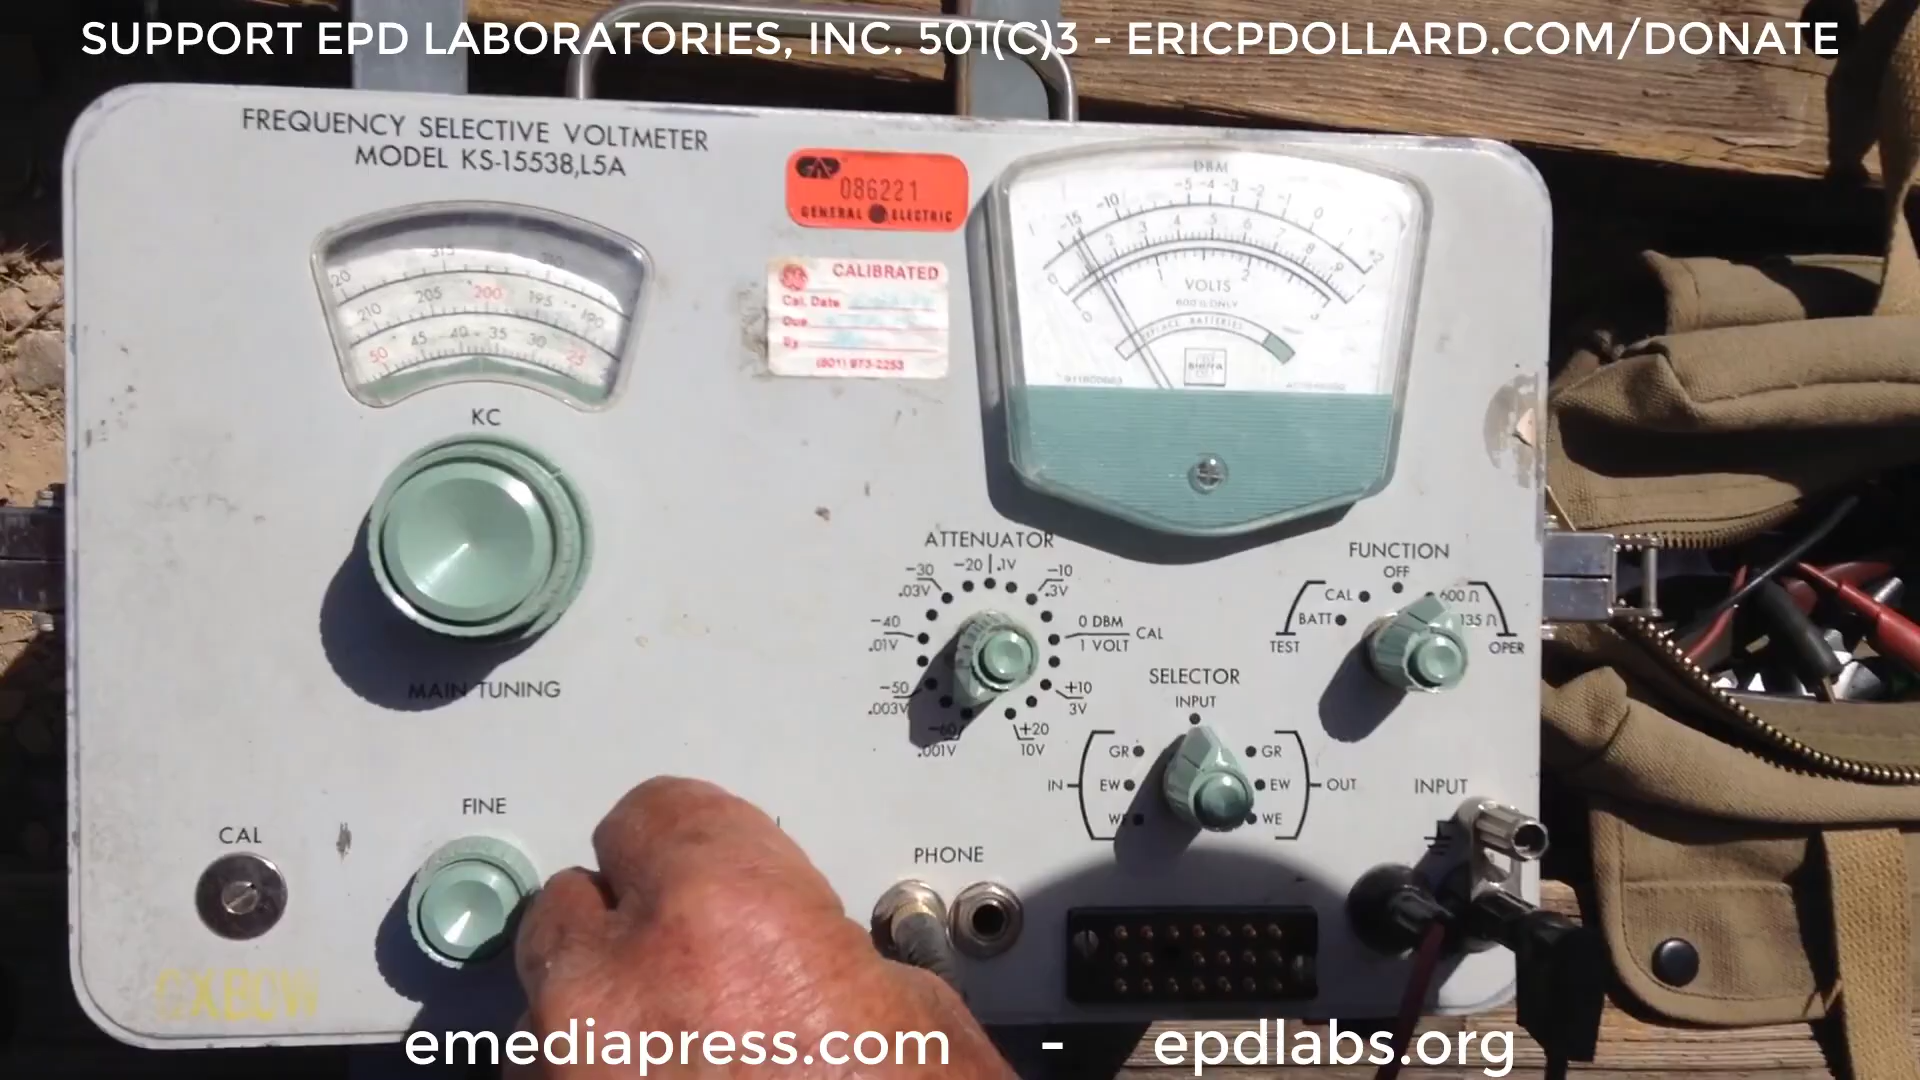 SUPPORT EPD LABORATORIES, INC. 501(C)3 - ERICPDOLLARD.COM/DONATE
FREQUENCY SELECTIVE VOLTMETER
MODEL KS-15538,L5A
086221
GENERAL ELECTRIC
CALIBRATED
Cal. Date
Due
By
(801) 973-2253
315 310
210 205 200 195 190
50 45 40 35 30 25
KC
MAIN TUNING
DBM
-15 -10 -5 -4 -3 -2 -1 0 1 +2
0 1 2 3 4 5 6 7 8 9
0 1 2 3
VOLTS
600 Ω ONLY
REPLACE BATTERIES
Sierra
ATTENUATOR
-60 .001V
-50 .003V
-40 .01V
-30 .03V
-20 .1V
-10 .3V
0 DBM 1 VOLT CAL
+10 3V
+20 10V
FUNCTION
OFF
CAL
BATT
TEST
600 Ω
135 Ω
OPER
SELECTOR
INPUT
IN
GR
EW
WE
GR
EW
WE
OUT
INPUT
PHONE
FINE
CAL
OXBOW
emediapress.com - epdlabs.org